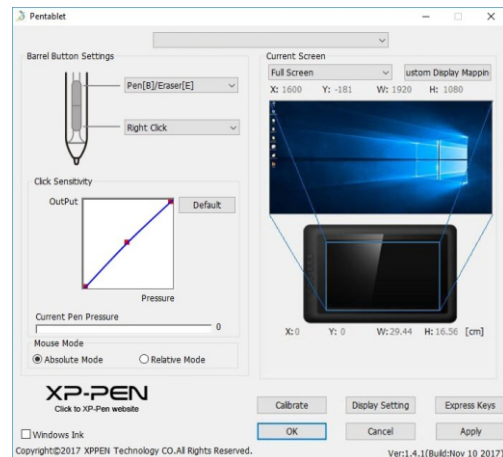 Pentablet
Barrel Button Settings
Pen[B]/Eraser[E]
Right Click
Click Sensitivity
OutPut
Default
Pressure
Current Pen Pressure
0
Mouse Mode
Absolute Mode
Relative Mode
XP-PEN
Click to XP-Pen website
Windows Ink
Copyright©2017 XPPEN Technology CO.All Rights Reserved.
Current Screen
Full Screen
ustom Display Mappin
X: 1600 Y: -181 W: 1920 H: 1080
X:0 Y: 0 W:29.44 H:16.56 [cm]
Calibrate
Display Setting
Express Keys
OK
Cancel
Apply
Ver:1.4.1(Build:Nov 10 2017)